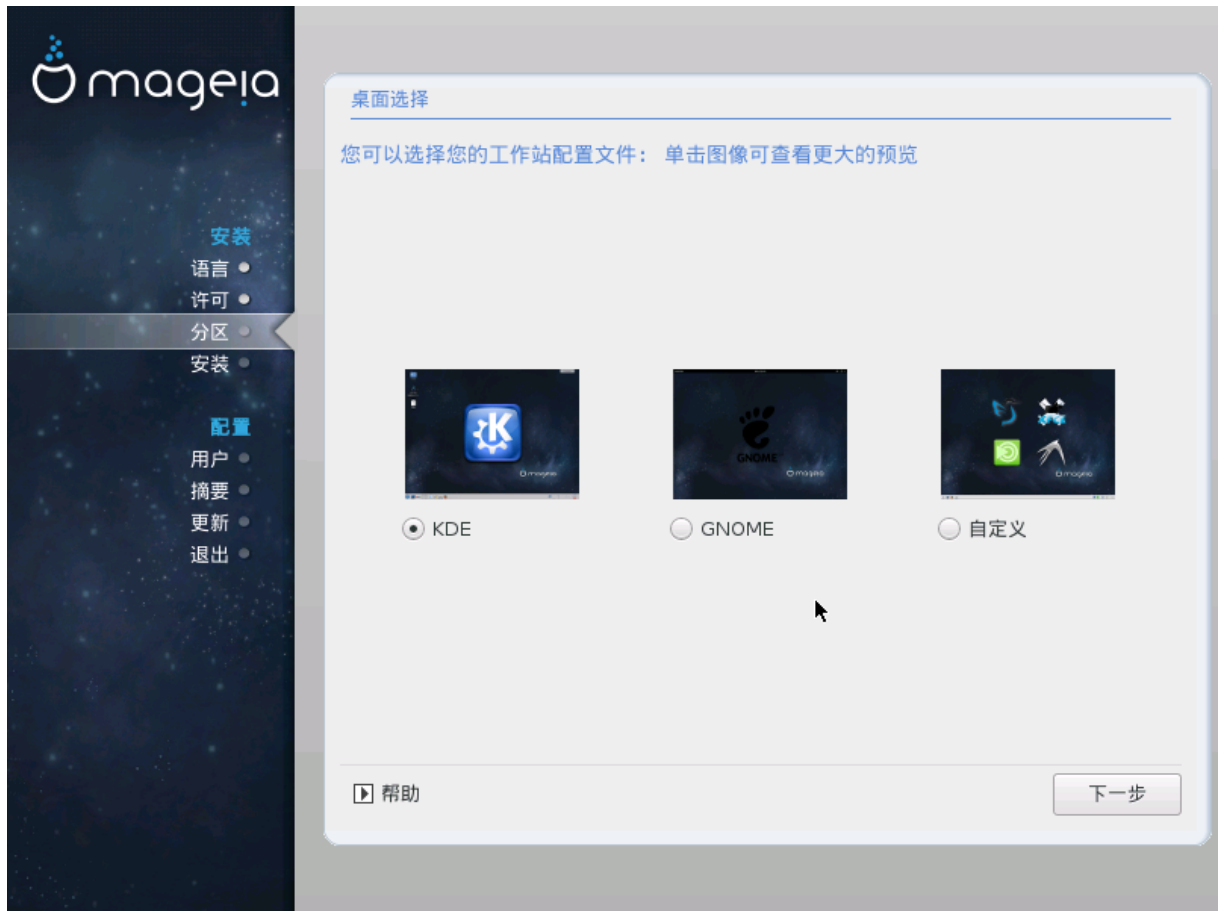 mageia
安装
语言
许可
分区
安装
配置
用户
摘要
更新
退出
桌面选择
您可以选择您的工作站配置文件： 单击图像可查看更大的预览
mageia
GNOME
mageia
mageia
KDE
GNOME
自定义
帮助
下一步